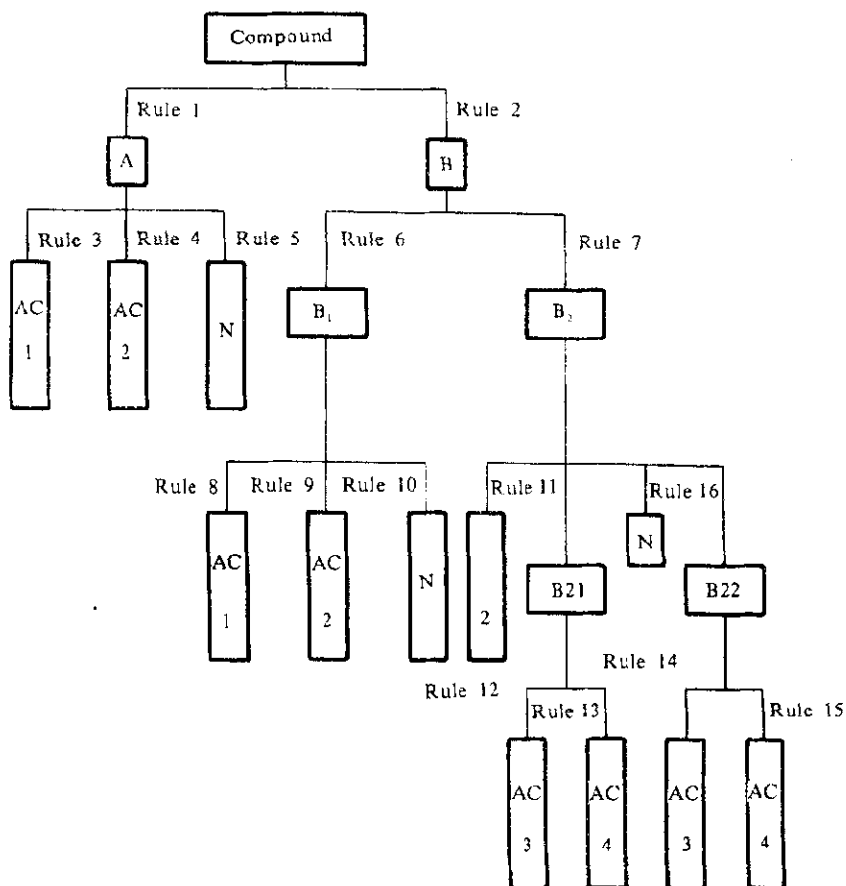 Compound
Rule 1
Rule 2
A
B
Rule 3
Rule 4
Rule 5
Rule 6
Rule 7
AC
1
AC
2
N
B₁
B₂
Rule 8
Rule 9
Rule 10
Rule 11
Rule 16
AC
1
AC
2
N
2
B21
N
B22
Rule 14
Rule 12
Rule 13
Rule 15
AC
3
AC
4
AC
3
AC
4